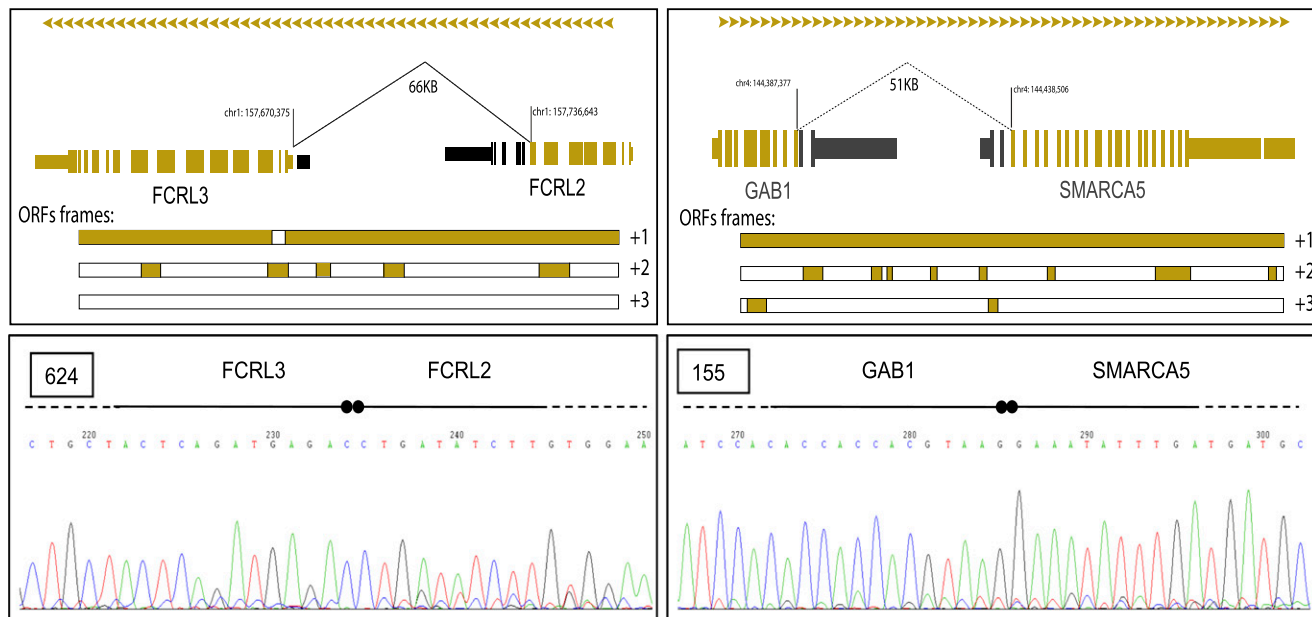 66KB
chr1: 157,670,375
chr1: 157,736,643
FCRL3
FCRL2
ORFs frames:
+1
+2
+3
51KB
chr4: 144,387,377
chr4: 144,438,506
GAB1
SMARCA5
ORFs frames:
+1
+2
+3
624
FCRL3 FCRL2
220 230 240 250
C T G C T A C T C A G A T G A G A C C T G A T A T C T T G T G G A A
155
GAB1 SMARCA5
270 280 290 300
A T C C A C A C C A C C A C G T A A G G A A A T A T T T G A T G A T G C